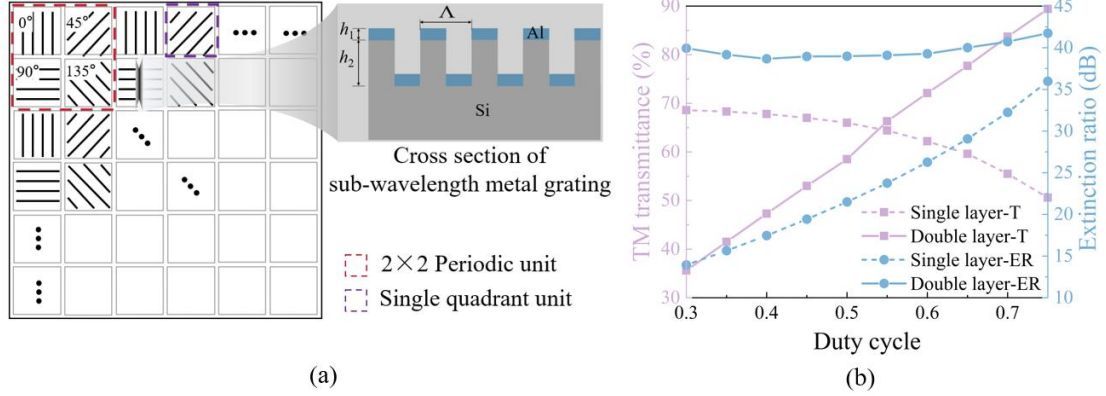 0° 45°
90° 135°
h₁
h₂
Λ
Al
Si
Cross section of
sub-wavelength metal grating
2×2 Periodic unit
Single quadrant unit
(a)
TM transmittance (%)
90
80
70
60
50
40
30
Extinction ratio (dB)
45
40
35
30
25
20
15
10
Single layer-T
Double layer-T
Single layer-ER
Double layer-ER
0.3 0.4 0.5 0.6 0.7
Duty cycle
(b)